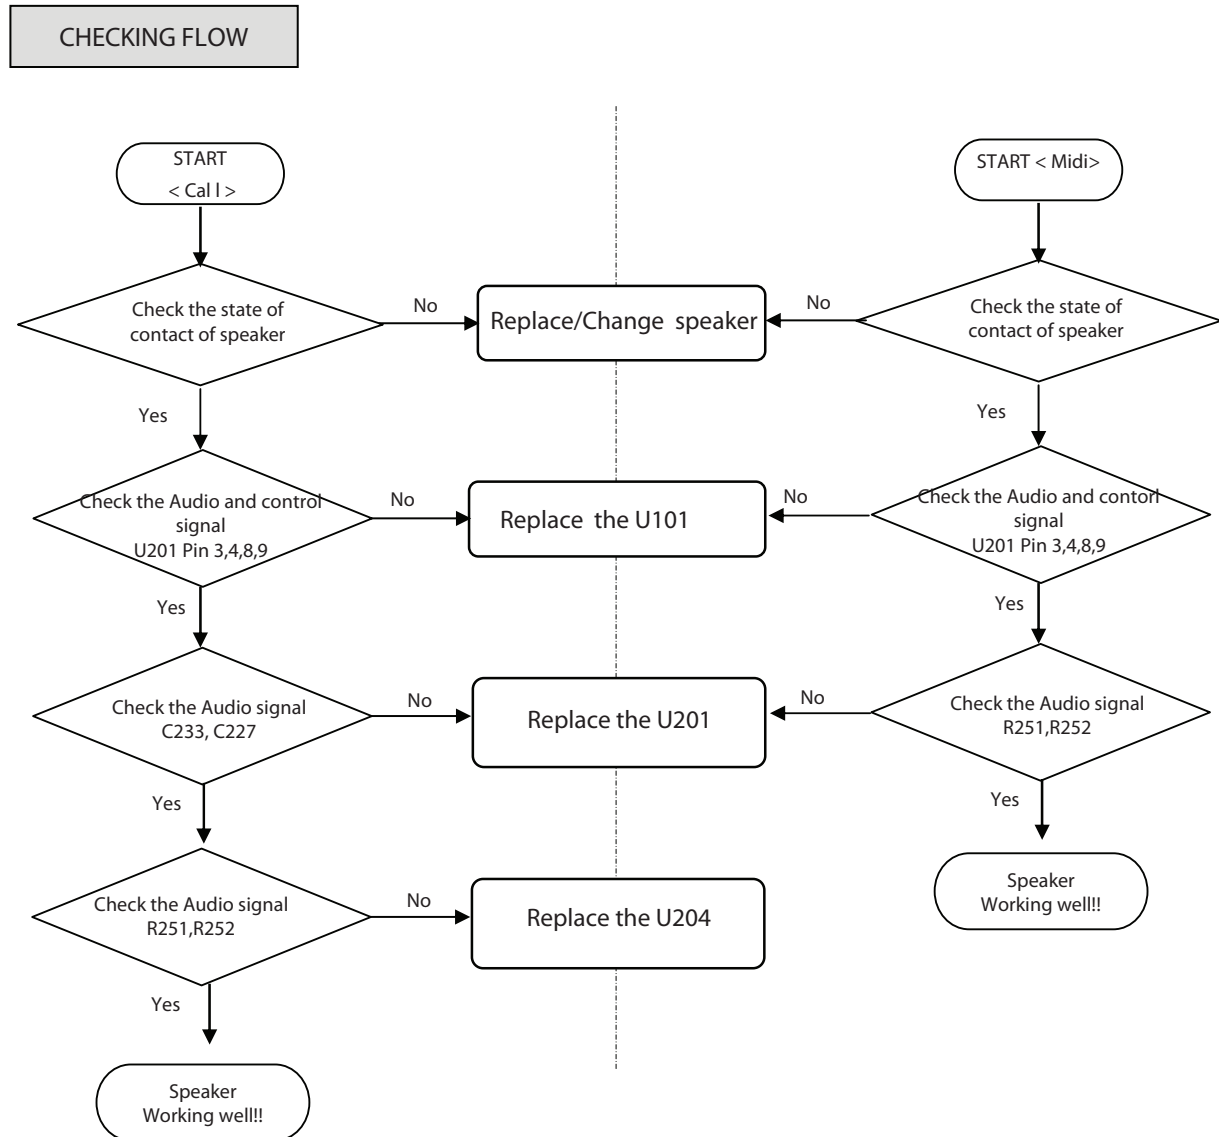 CHECKING FLOW
START
< Cal l >
Check the state of
contact of speaker
No
Replace/Change speaker
Yes
Check the Audio and control
signal
U201 Pin 3,4,8,9
No
Replace the U101
Yes
Check the Audio signal
C233, C227
No
Replace the U201
Yes
Check the Audio signal
R251,R252
No
Replace the U204
Yes
Speaker
Working well!!
START < Midi>
Check the state of
contact of speaker
No
Yes
Check the Audio and contorl
signal
U201 Pin 3,4,8,9
No
Yes
Check the Audio signal
R251,R252
No
Yes
Speaker
Working well!!